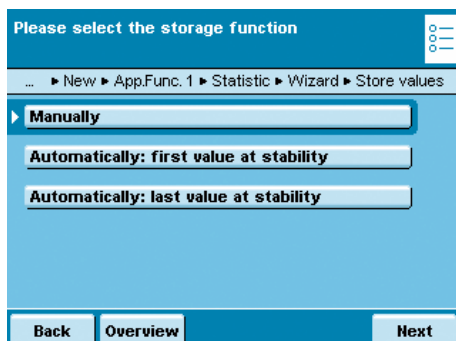 Please select the storage function
... ▸ New ▸ App.Func. 1 ▸ Statistic ▸ Wizard ▸ Store values
Manually
Automatically: first value at stability
Automatically: last value at stability
Back Overview Next